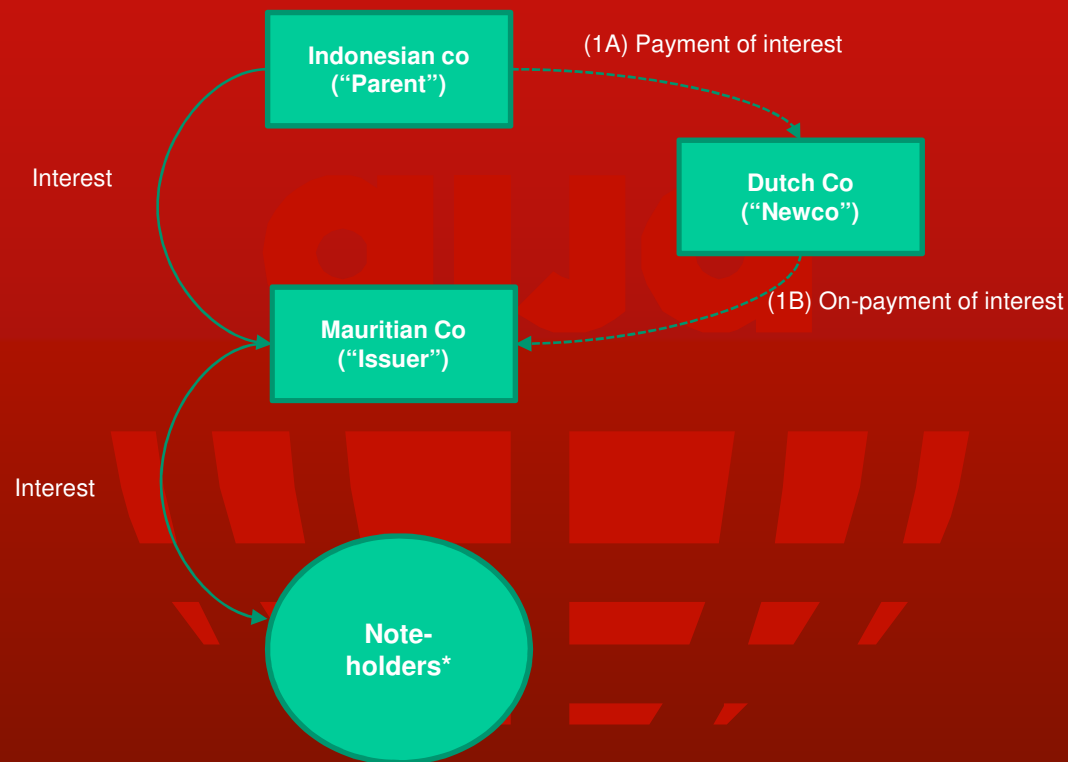 (1A) Payment of interest
Indonesian co
(“Parent”)
Interest
Dutch Co
(“Newco”)
aija
(1B) On-payment of interest
Mauritian Co
(“Issuer”)
Interest
Note-
holders*